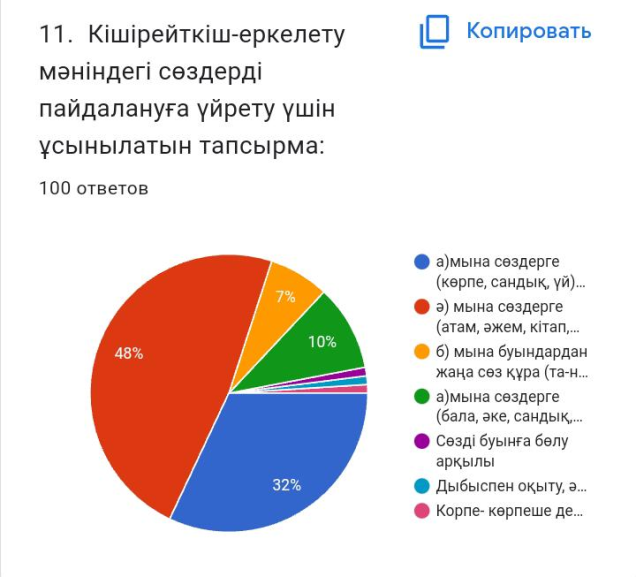 11. Кішірейткіш-еркелету
Копировать
мәніндегі сөздерді
пайдалануға үйрету үшін
ұсынылатын тапсырма:
100 ответов
а)мына сөздерге
(көрпе, сандық, үй)...
ә) мына сөздерге
(атам, әжем, кітап,...
б) мына буындардан
жаңа сөз құра (та-н...
а)мына сөздерге
(бала, әке, сандық,...
Сөзді буынға бөлу
арқылы
Дыбыспен оқыту, ә...
Корпе- көрпеше де...
48%
7%
10%
32%